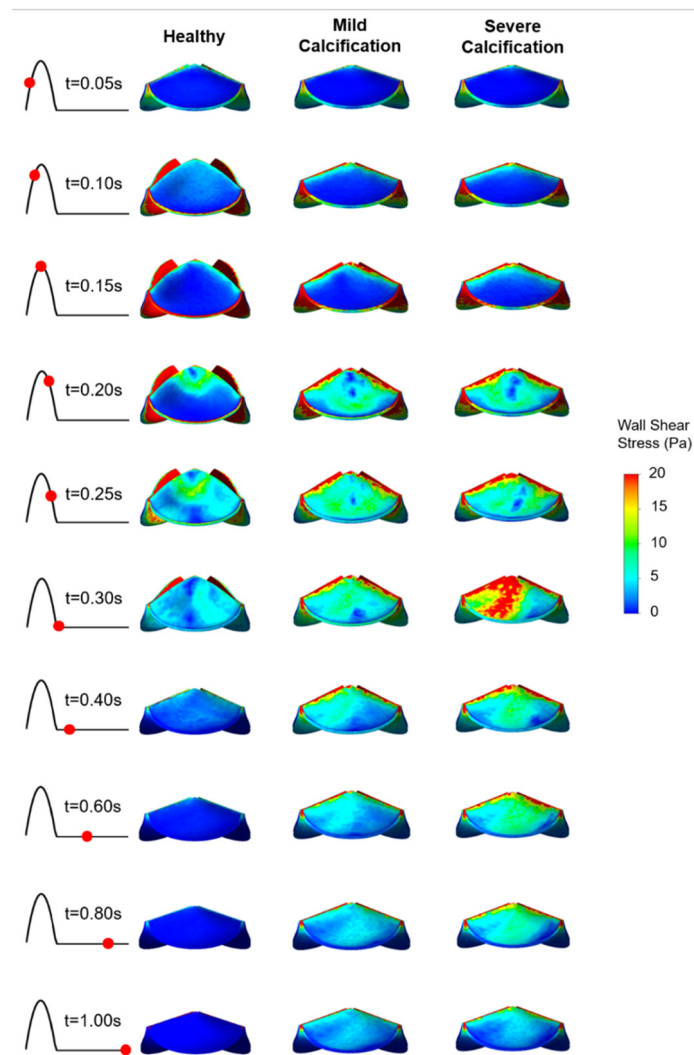 Healthy
Mild
Calcification
Severe
Calcification
t=0.05s
t=0.10s
t=0.15s
t=0.20s
t=0.25s
t=0.30s
t=0.40s
t=0.60s
t=0.80s
t=1.00s
Wall Shear
Stress (Pa)
20
15
10
5
0